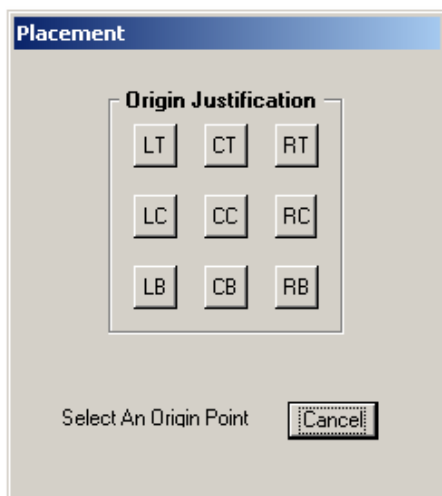 Placement
Origin Justification
LT CT RT
LC CC RC
LB CB RB
Select An Origin Point Cancel